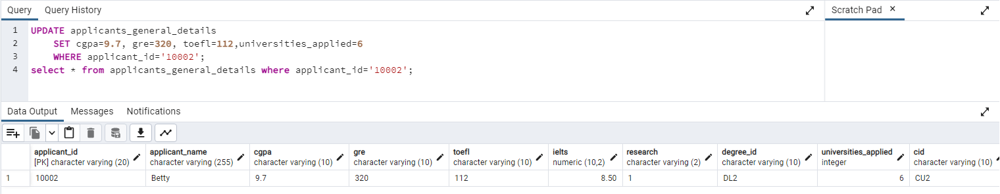 Query Query History Scratch Pad ×
1 UPDATE applicants_general_details
2 SET cgpa=9.7, gre=320, toefl=112,universities_applied=6
3 WHERE applicant_id='10002';
4 select * from applicants_general_details where applicant_id='10002';
Data Output Messages Notifications
applicant_id applicant_name cgpa gre toefl ielts research degree_id universities_applied cid
[PK] character varying (20) character varying (255) character varying (10) character varying (10) character varying (10) numeric (10,2) character varying (2) character varying (10) integer character varying (10)
1 10002 Betty 9.7 320 112 8.50 1 DL2 6 CU2